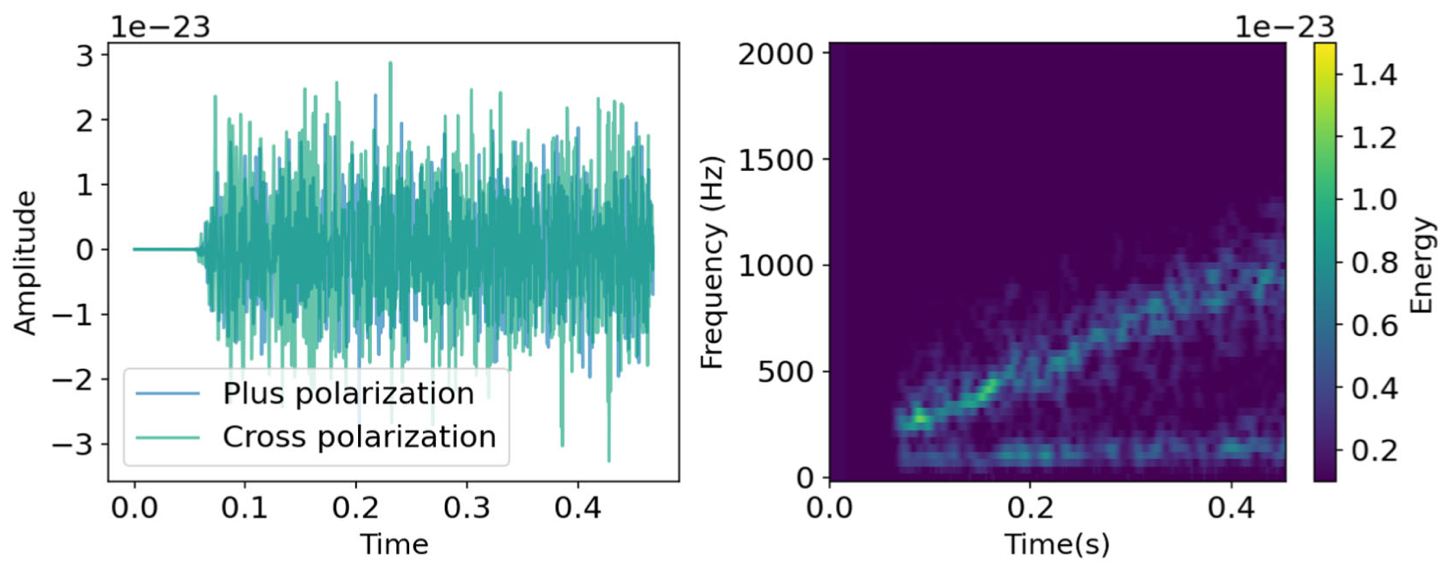 1e−23
3
2
1
0
−1
−2
−3
Amplitude
Plus polarization
Cross polarization
0.0 0.1 0.2 0.3 0.4
Time
2000
1500
1000
500
0
Frequency (Hz)
0.0 0.2 0.4
Time(s)
1e−23
1.4
1.2
1.0
0.8
0.6
0.4
0.2
Energy